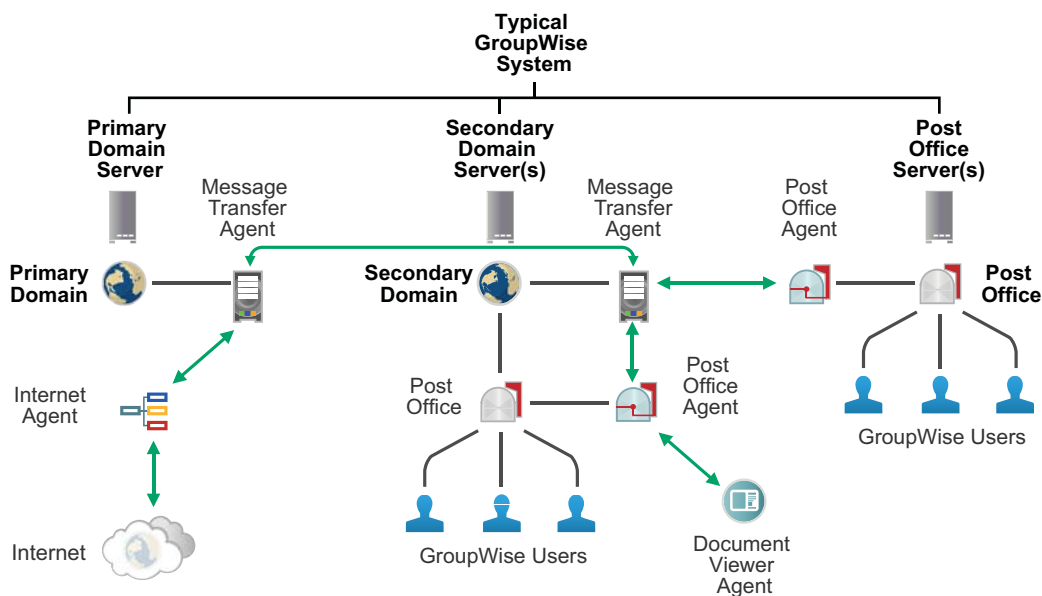 Typical
GroupWise
System
Primary
Domain
Server
Secondary
Domain
Server(s)
Post
Office
Server(s)
Message
Transfer
Agent
Message
Transfer
Agent
Post
Office
Agent
Primary
Domain
Secondary
Domain
Post
Office
Internet
Agent
Post
Office
Post
Office
Agent
GroupWise Users
Internet
GroupWise Users
Document
Viewer
Agent